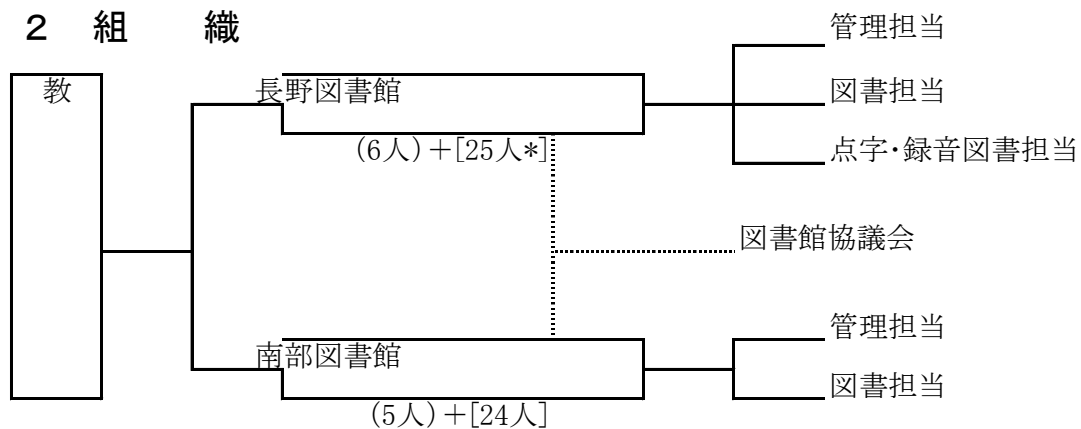 2 組 織
教
長野図書館
(6人)+[25人*]
管理担当
図書担当
点字・録音図書担当
図書館協議会
南部図書館
(5人)+[24人]
管理担当
図書担当